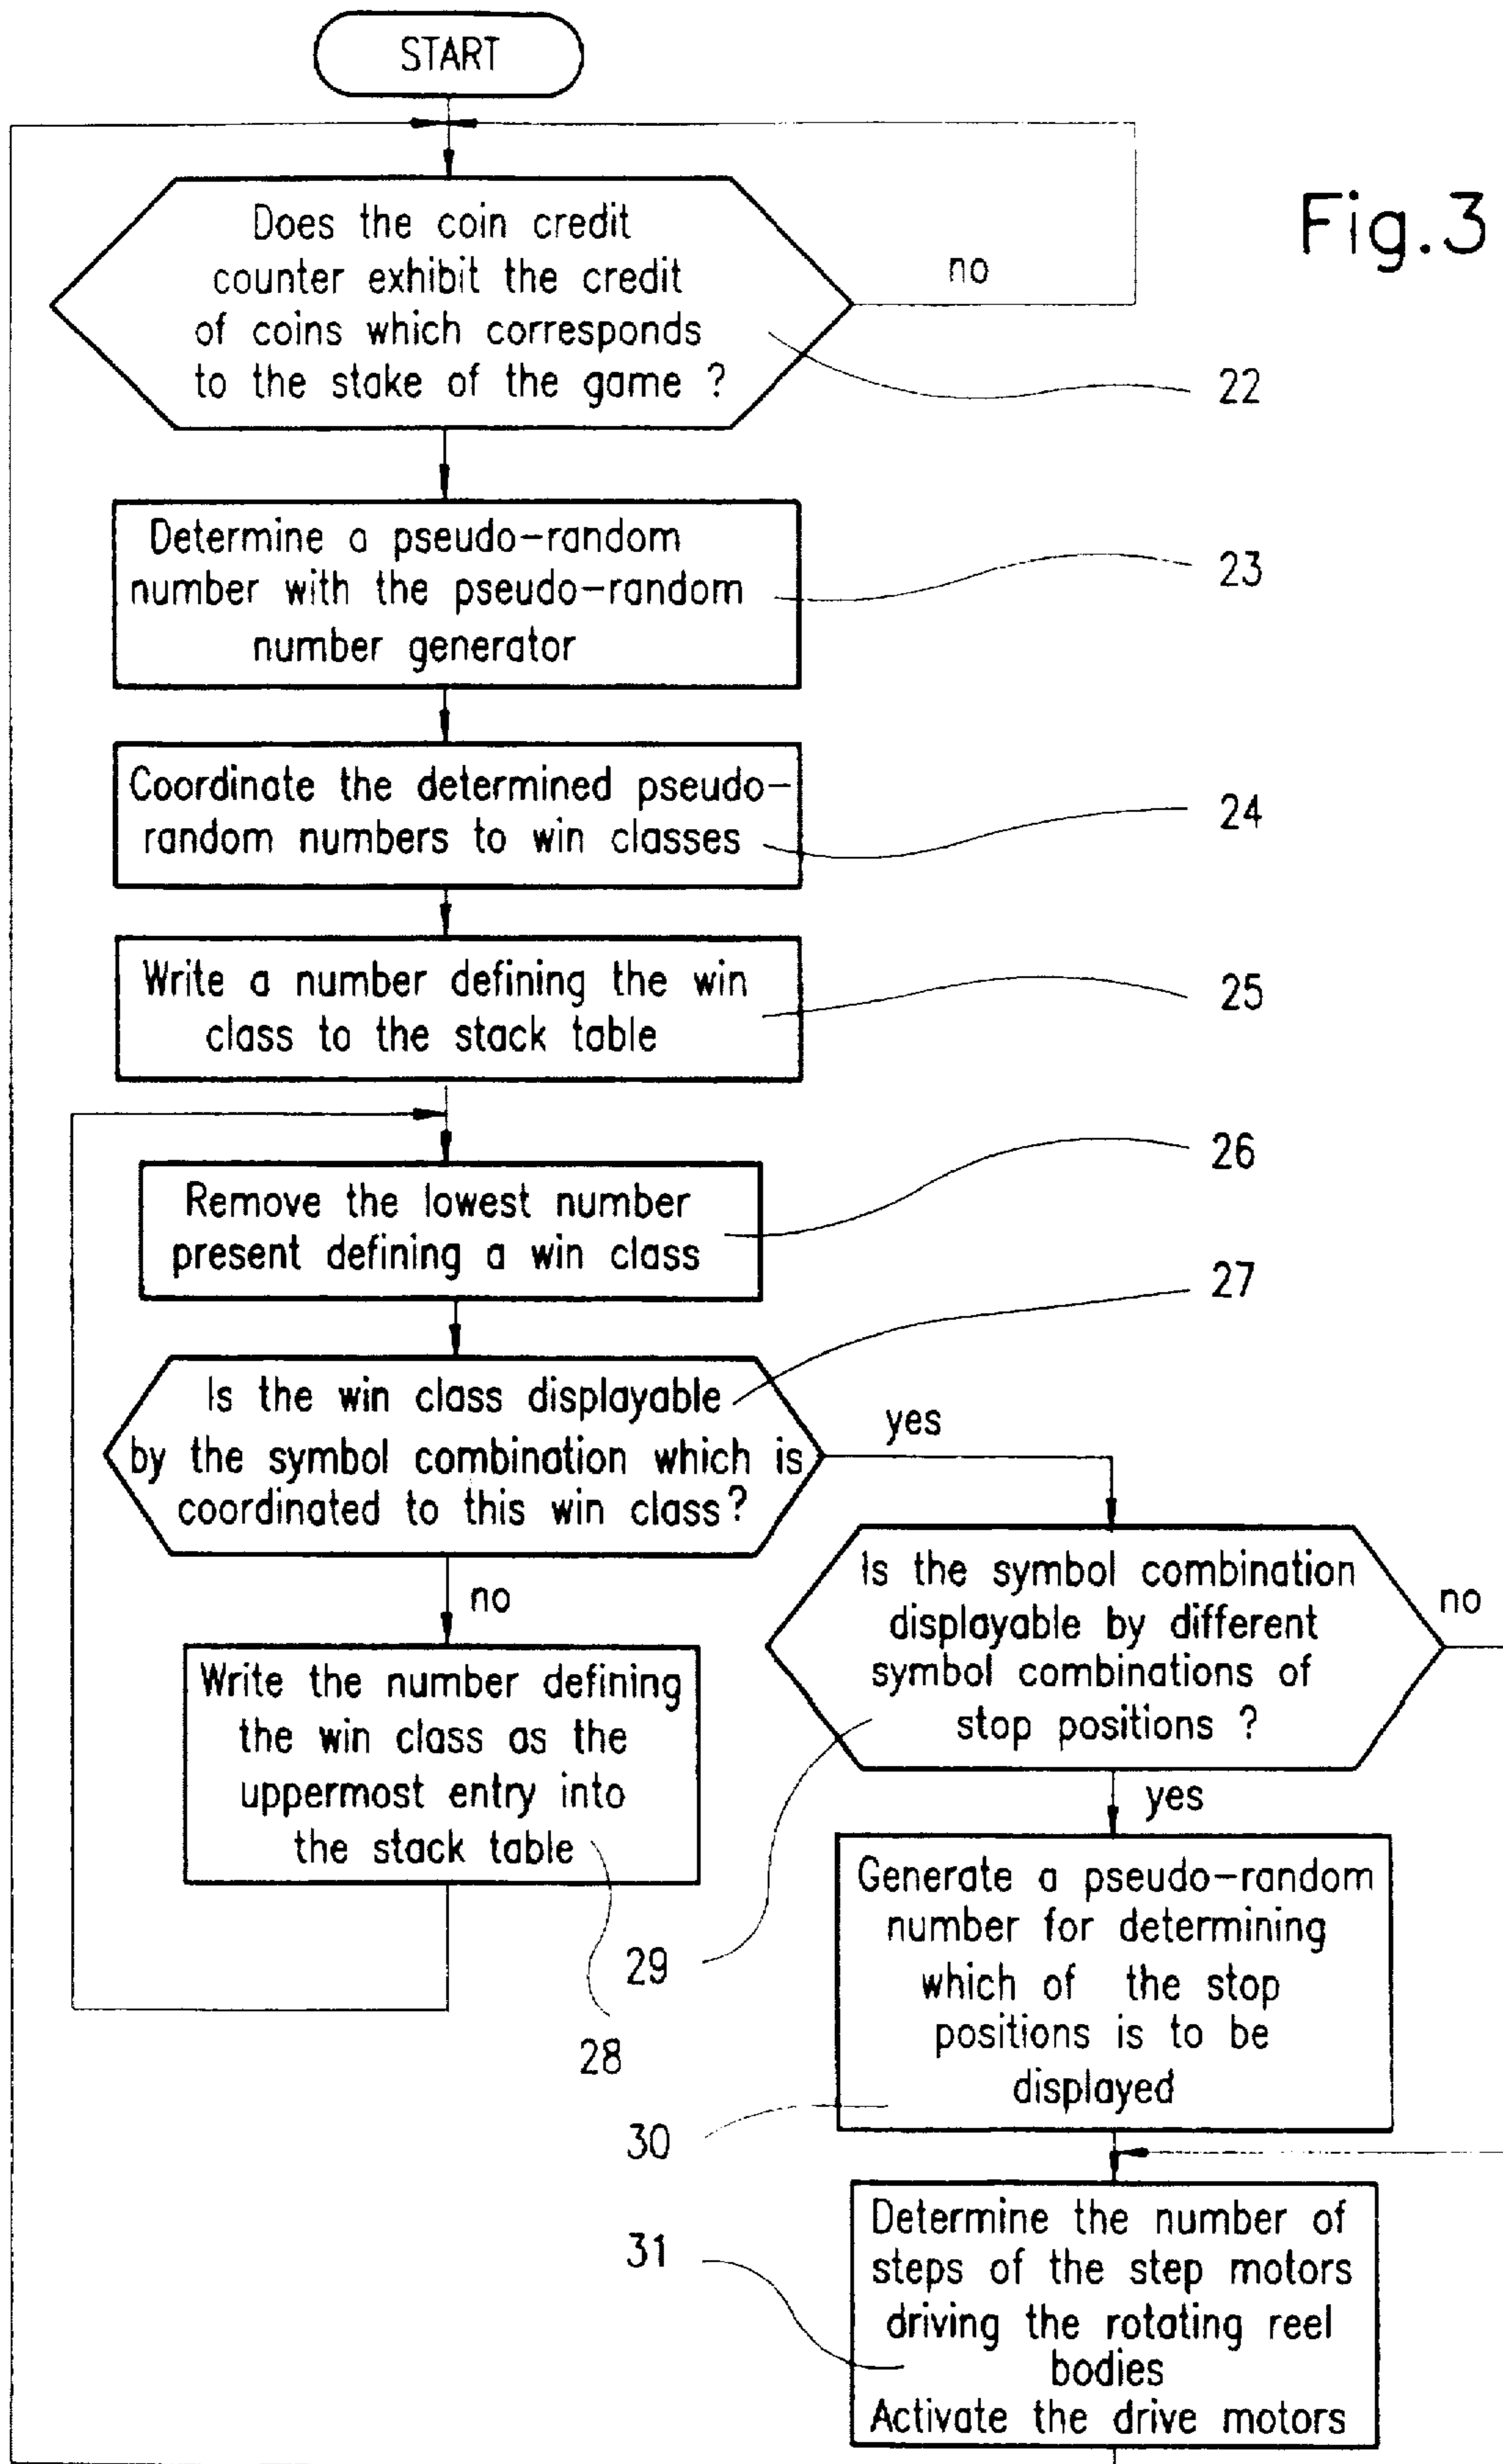 START
Fig.3
Does the coin credit
counter exhibit the credit
of coins which corresponds
to the stake of the game ?
no
22
Determine a pseudo-random
number with the pseudo-random
number generator
23
Coordinate the determined pseudo-
random numbers to win classes
24
Write a number defining the win
class to the stack table
25
Remove the lowest number
present defining a win class
26
27
Is the win class displayable
by the symbol combination which is
coordinated to this win class?
yes
no
Is the symbol combination
displayable by different
symbol combinations of
stop positions ?
no
yes
29
Write the number defining
the win class as the
uppermost entry into
the stack table
28
Generate a pseudo-random
number for determining
which of the stop
positions is to be
displayed
30
Determine the number of
steps of the step motors
driving the rotating reel
bodies
Activate the drive motors
31